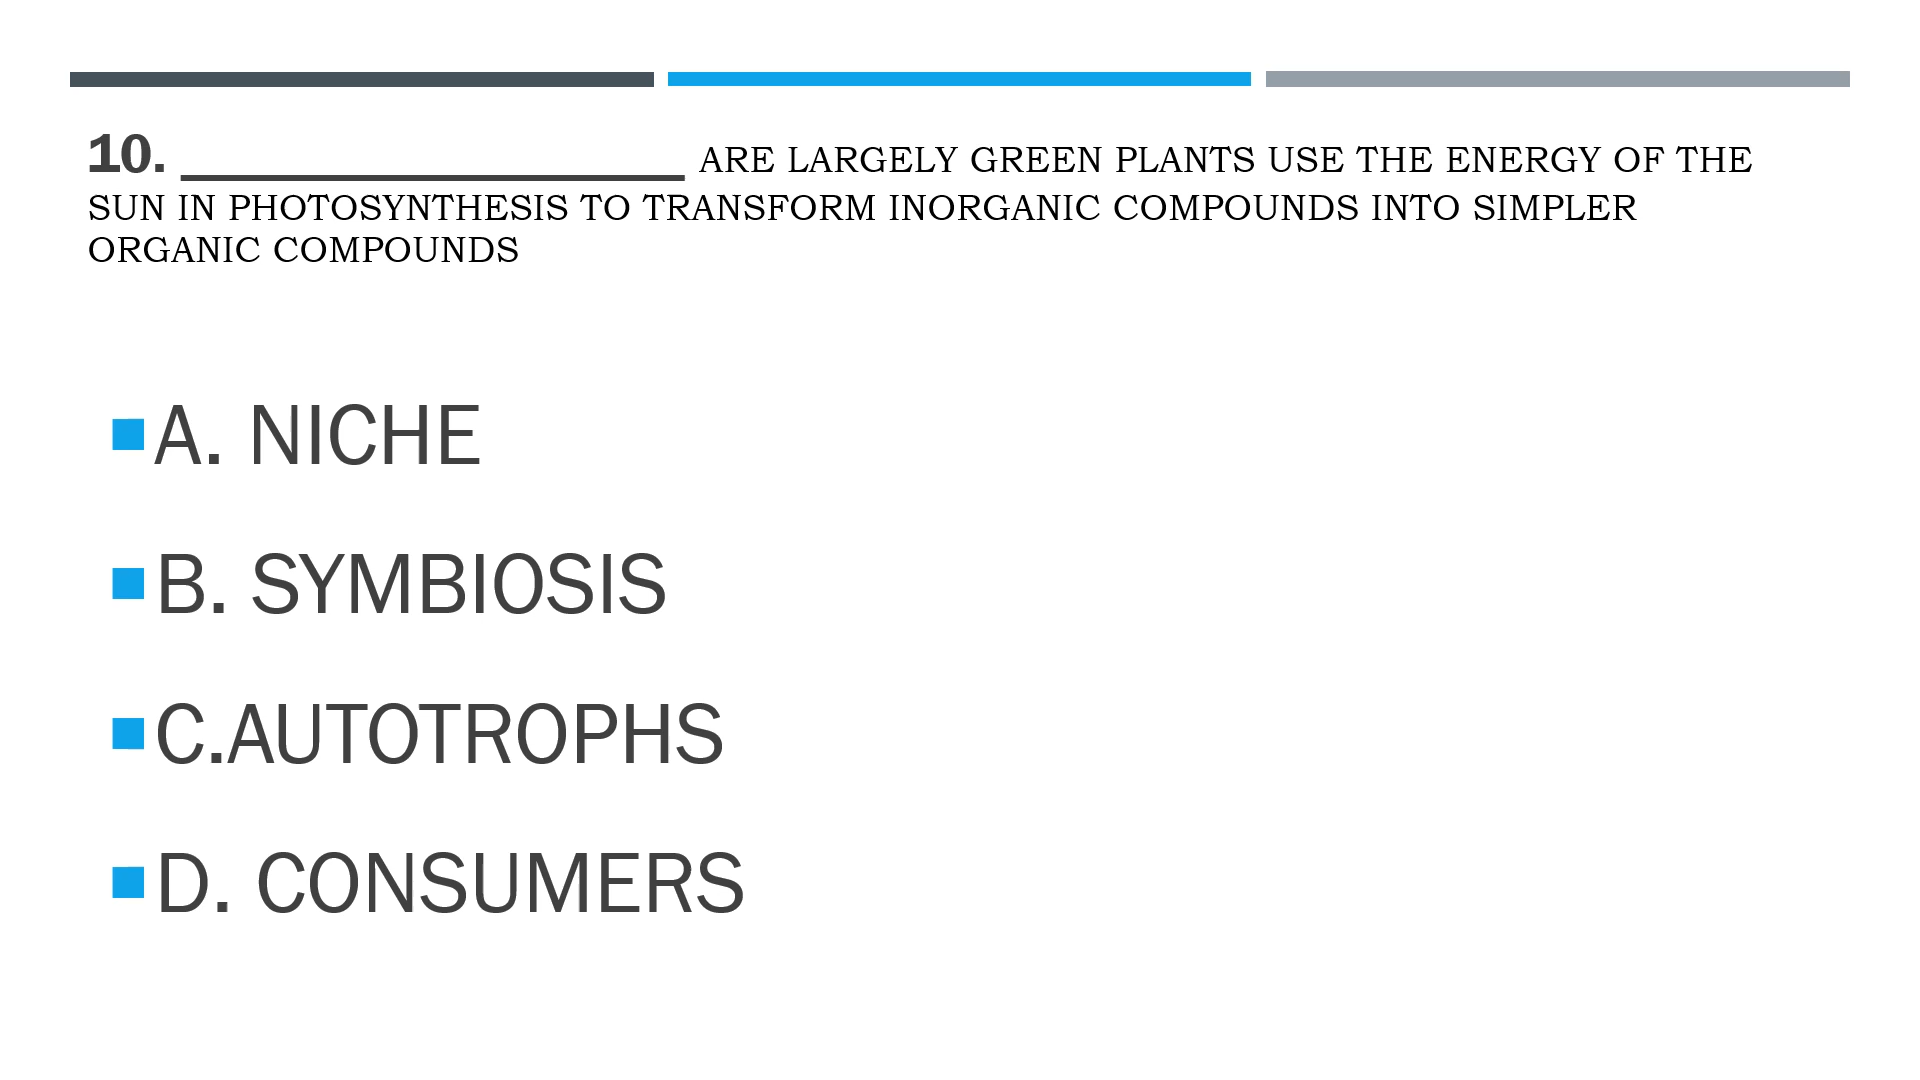 10. __________________ ARE LARGELY GREEN PLANTS USE THE ENERGY OF THE
SUN IN PHOTOSYNTHESIS TO TRANSFORM INORGANIC COMPOUNDS INTO SIMPLER
ORGANIC COMPOUNDS
A. NICHE
B. SYMBIOSIS
C.AUTOTROPHS
D. CONSUMERS